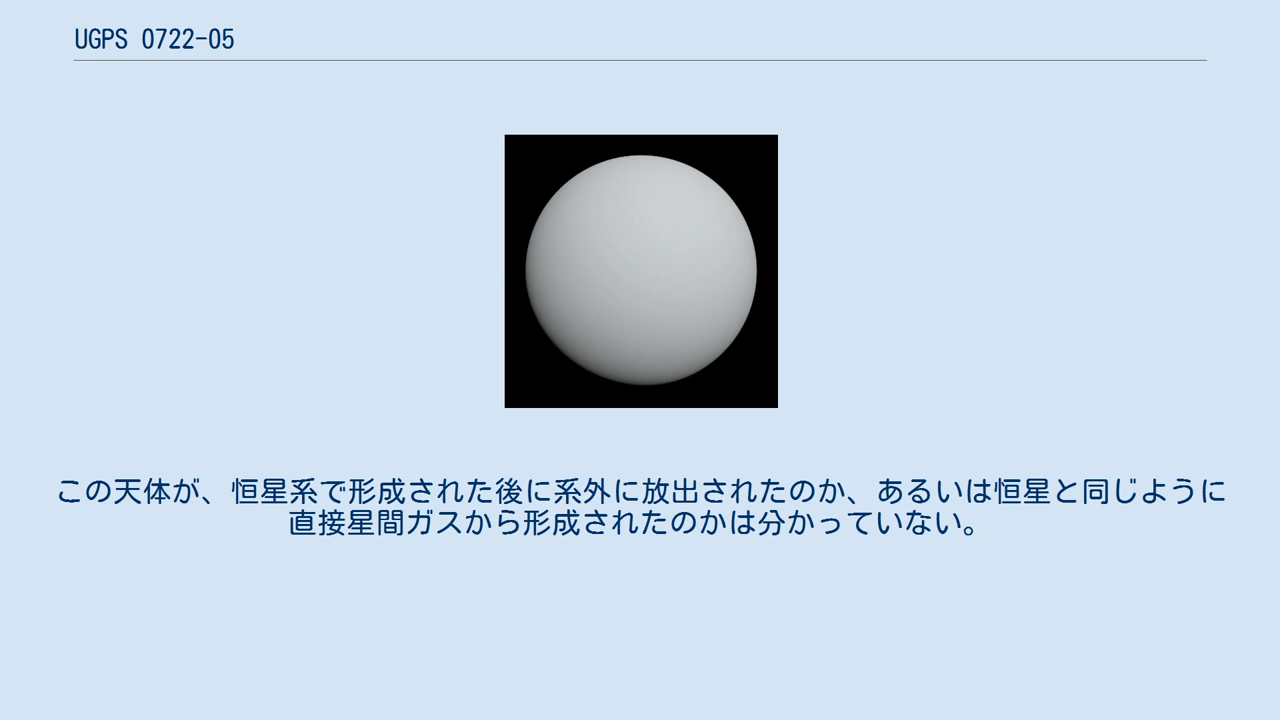 UGPS 0722-05
この天体が、恒星系で形成された後に系外に放出されたのか、あるいは恒星と同じように
直接星間ガスから形成されたのかは分かっていない。